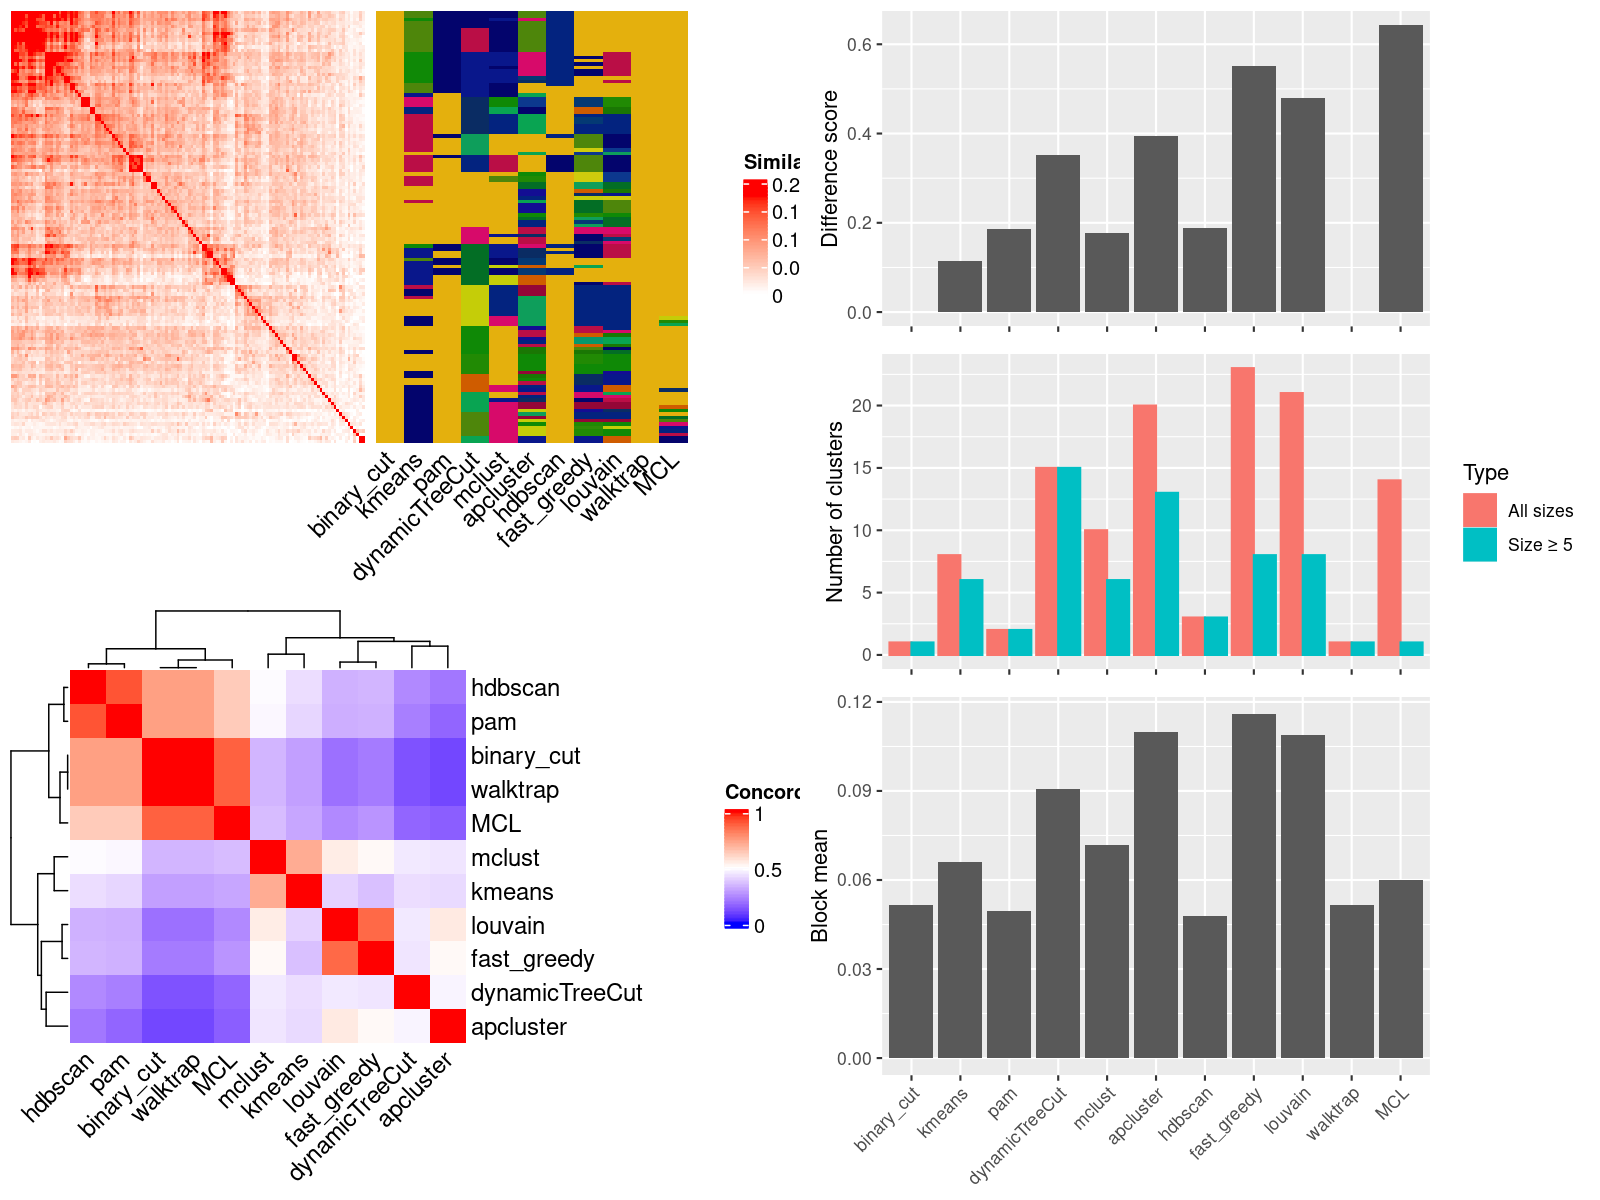 Simila
0.2
0.1
0.1
0.0
0
binary_cut
kmeans
pam
dynamicTreeCut
mclust
apcluster
hdbscan
fast_greedy
louvain
walktrap
MCL
hdbscan
pam
binary_cut
walktrap
MCL
mclust
kmeans
louvain
fast_greedy
dynamicTreeCut
apcluster
hdbscan
pam
binary_cut
walktrap
MCL
mclust
kmeans
louvain
fast_greedy
dynamicTreeCut
apcluster
Concord
1
0.5
0
Difference score
0.6
0.4
0.2
0.0
Number of clusters
20
15
10
5
0
Type
All sizes
Size ≥ 5
Block mean
0.12
0.09
0.06
0.03
0.00
binary_cut
kmeans
pam
dynamicTreeCut
mclust
apcluster
hdbscan
fast_greedy
louvain
walktrap
MCL